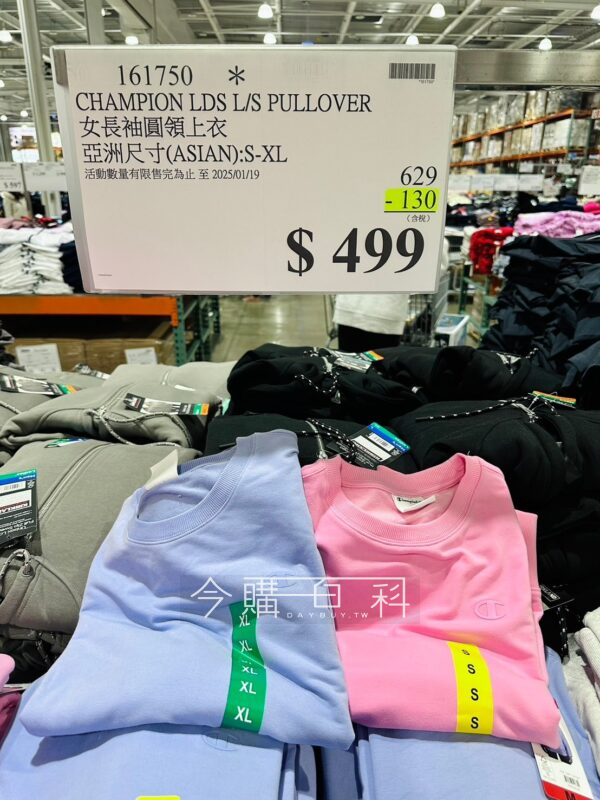 161750 *
CHAMPION LDS L/S PULLOVER
女長袖圓領上衣
亞洲尺寸(ASIAN):S-XL
活動數量有限售完為止 至 2025/01/19
629
- 130
(含稅)
$ 499
今購百科
DAYBUY.TW
XL
XL
XL
XL
XL
S
S
S
S
M